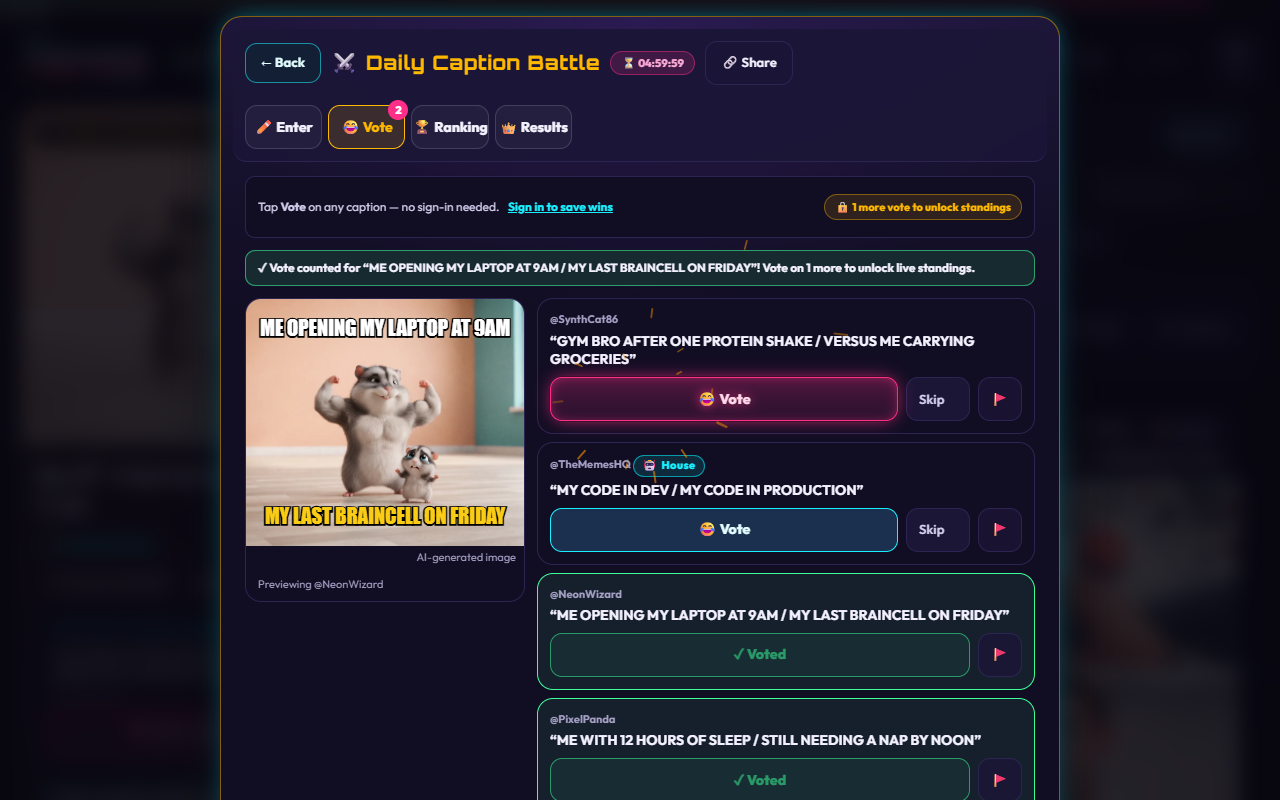 ← Back
Daily Caption Battle
04:59:59
Share
Enter
Vote
2
Ranking
Results
Tap Vote on any caption — no sign-in needed. Sign in to save wins
1 more vote to unlock standings
✓ Vote counted for “ME OPENING MY LAPTOP AT 9AM / MY LAST BRAINCELL ON FRIDAY”! Vote on 1 more to unlock live standings.
ME OPENING MY LAPTOP AT 9AM
MY LAST BRAINCELL ON FRIDAY
AI-generated image
Previewing @NeonWizard
@SynthCat86
“GYM BRO AFTER ONE PROTEIN SHAKE / VERSUS ME CARRYING
GROCERIES”
Vote
Skip
@TheMemesHQ
House
“MY CODE IN DEV / MY CODE IN PRODUCTION”
Vote
Skip
@NeonWizard
“ME OPENING MY LAPTOP AT 9AM / MY LAST BRAINCELL ON FRIDAY”
✓ Voted
@PixelPanda
“ME WITH 12 HOURS OF SLEEP / STILL NEEDING A NAP BY NOON”
✓ Voted